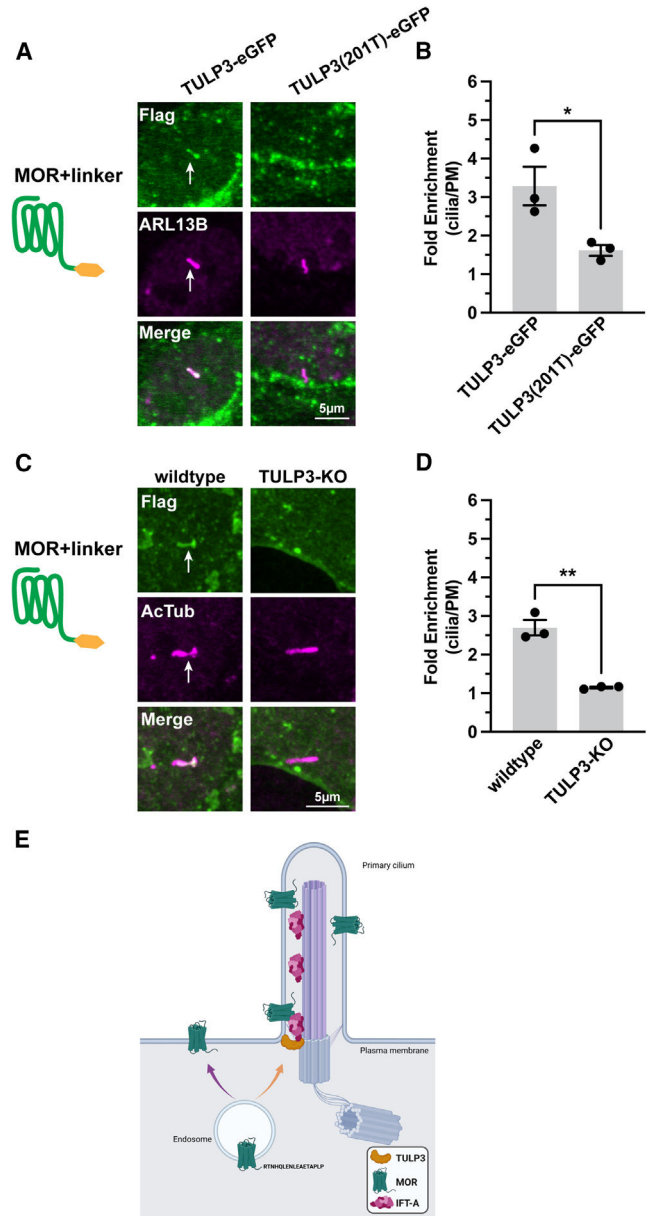 A
TULP3-eGFP
TULP3(201T)-eGFP
MOR+linker
Flag
ARL13B
Merge
5µm
B
Fold Enrichment
(cilia/PM)
6
5
4
3
2
1
0
*
TULP3-eGFP
TULP3(201T)-eGFP
C
wildtype
TULP3-KO
MOR+linker
Flag
AcTub
Merge
5µm
D
Fold Enrichment
(cilia/PM)
6
5
4
3
2
1
0
**
wildtype
TULP3-KO
E
Primary cilium
Plasma membrane
Endosome
RTNHQLENLEAETAPLP
TULP3
MOR
IFT-A